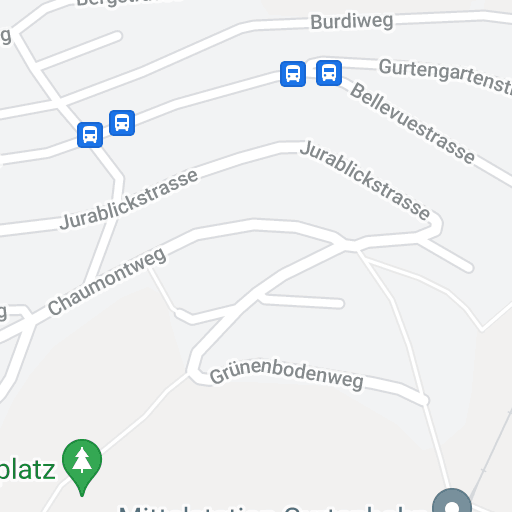 Burdiweg
Gurtengartenstr
Bellevuestrasse
Jurablickstrasse
Jurablickstrasse
Chaumontweg
Grünenbodenweg
platz